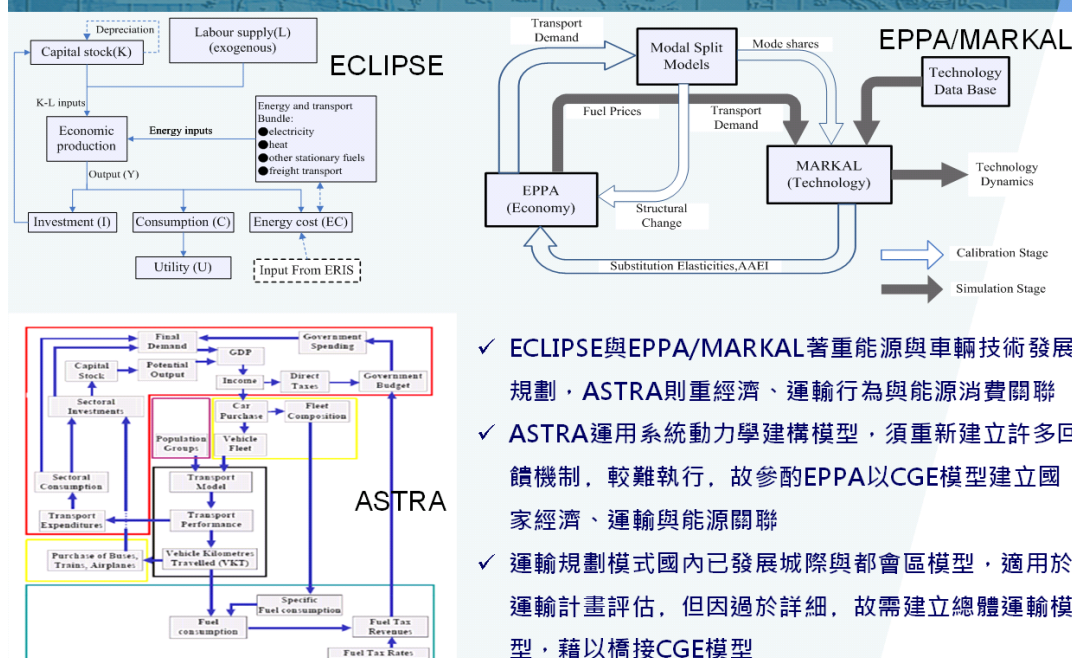 Depreciation
Capital stock(K)
Labour supply(L)
(exogenous)
ECLIPSE
K-L inputs
Economic
production
Energy inputs
Energy and transport
Bundle:
●electricity
●heat
●other stationary fuels
●freight transport
Output (Y)
Investment (I)
Consumption (C)
Energy cost (EC)
Utility (U)
Input From ERIS
Transport
Demand
Modal Split
Models
Mode shares
EPPA/MARKAL
Technology
Data Base
Fuel Prices
Transport
Demand
MARKAL
(Technology)
Technology
Dynamics
EPPA
(Economy)
Structural
Change
Substitution Elasticities,AAEI
Calibration Stage
Simulation Stage
Final
Demand
Government
Spending
GDP
Capital
Stock
Potential
Output
Income
Direct
Taxes
Government
Budget
Sectoral
Investments
Car
Purchase
Fleet
Composition
Population
Groups
Vehicle
Fleet
Sectoral
Consumption
Transport
Model
ASTRA
Transport
Expenditures
Transport
Performance
Purchase of Buses,
Trains, Airplanes
Vehicle Kilometres
Travelled (VKT)
Specific
Fuel consumption
Fuel
consumption
Fuel Tax
Revenues
Fuel Tax Rates
✓ ECLIPSE與EPPA/MARKAL著重能源與車輛技術發展
規劃，ASTRA則重經濟、運輸行為與能源消費關聯
✓ ASTRA運用系統動力學建構模型，須重新建立許多回
饋機制，較難執行，故參酌EPPA以CGE模型建立國
家經濟、運輸與能源關聯
✓ 運輸規劃模式國內已發展城際與都會區模型，適用於
運輸計畫評估，但因過於詳細，故需建立總體運輸模
型，藉以橋接CGE模型